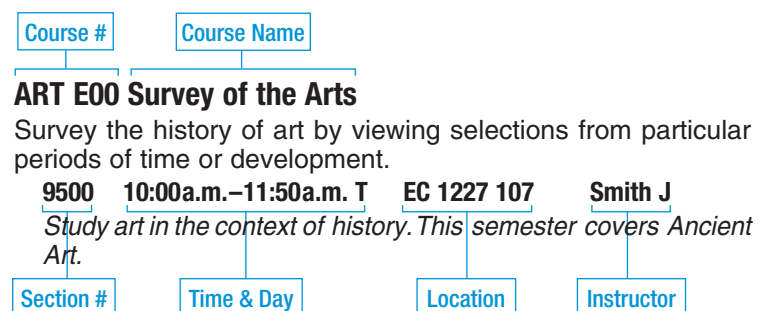 Course # Course Name
ART E00 Survey of the Arts
Survey the history of art by viewing selections from particular
periods of time or development.
9500 10:00a.m.–11:50a.m. T EC 1227 107 Smith J
Study art in the context of history. This semester covers Ancient
Art.
Section # Time & Day Location Instructor